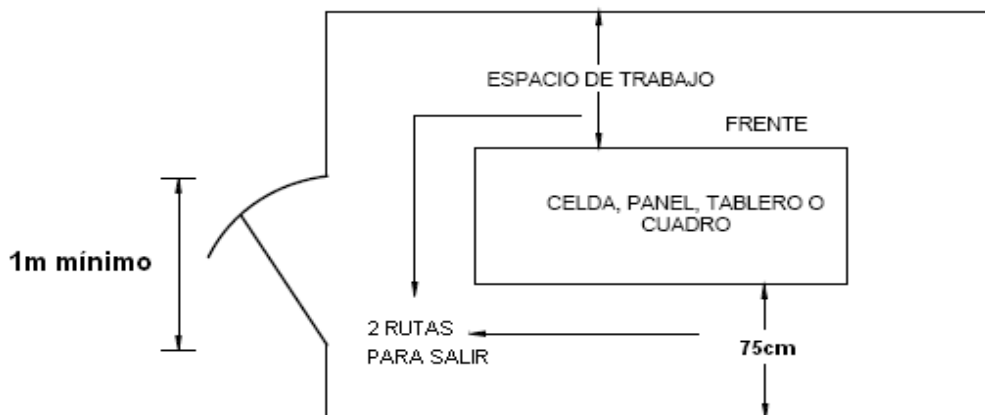 ESPACIO DE TRABAJO
FRENTE
CELDA, PANEL, TABLERO O
CUADRO
1m mínimo
2 RUTAS
PARA SALIR
75cm